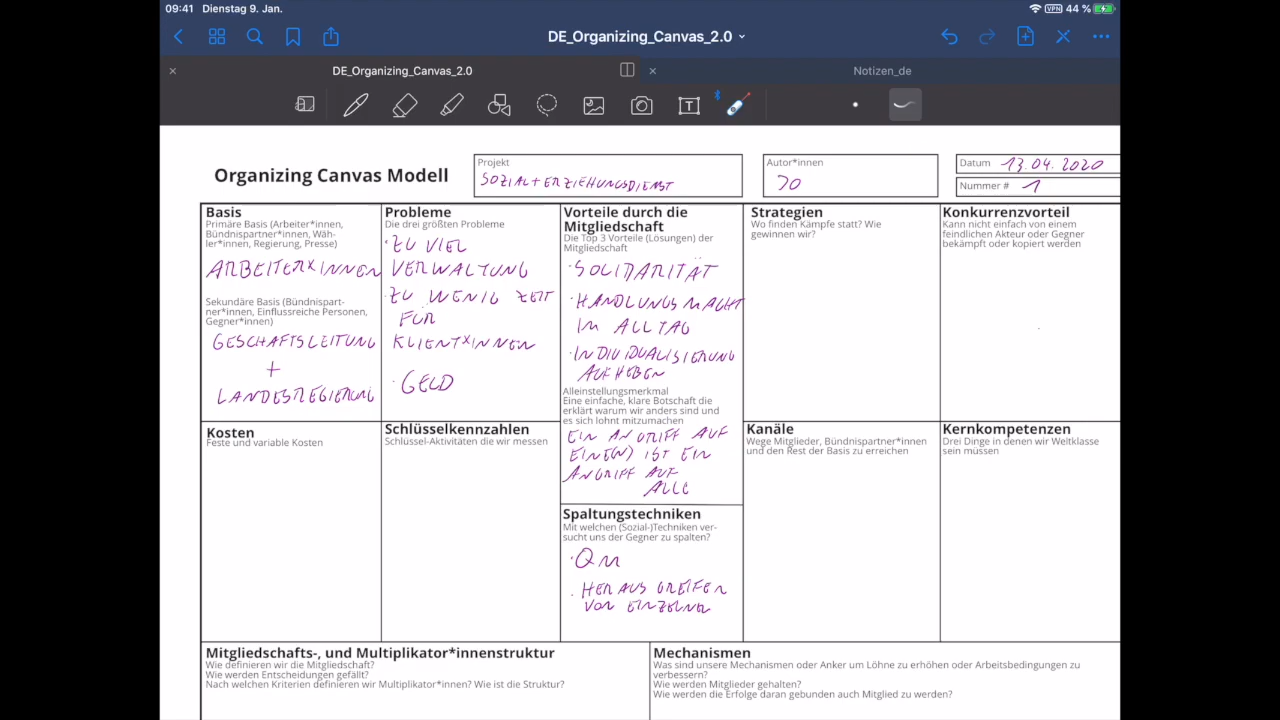 09:41 Dienstag 9. Jan.
VPN 44 %
DE_Organizing_Canvas_2.0
DE_Organizing_Canvas_2.0
Notizen_de
Organizing Canvas Modell
Projekt
SOZIAL + ERZIEHUNGSDIENST
Autor*innen
JO
Datum 13.04.2020
Nummer # 1
Basis
Primäre Basis (Arbeiter*innen,
Bündnispartner*innen, Wäh-
ler*innen, Regierung, Presse)
ARBEITER*INNEN
Sekundäre Basis (Bündnispart-
ner*innen, Einflussreiche Personen,
Gegner*innen)
GESCHÄFTSLEITUNG
+
LANDESREGIERUNG
Probleme
Die drei größten Probleme
· ZU VIEL
VERWALTUNG
· ZU WENIG ZEIT
FÜR
KLIENT*INNEN
· GELD
Vorteile durch die
Mitgliedschaft
Die Top 3 Vorteile (Lösungen) der
Mitgliedschaft
· SOLIDARITÄT
· HANDLUNGSMACHT
IM ALLTAG
· INDIVIDUALISIERUNG
AUFHEBEN
Alleinstellungsmerkmal
Eine einfache, klare Botschaft die
erklärt warum wir anders sind und
es sich lohnt mitzumachen
EIN ANGRIFF AUF
EINE(N) IST EIN
ANGRIFF AUF
ALLE
Strategien
Wo finden Kämpfe statt? Wie
gewinnen wir?
Konkurrenzvorteil
Kann nicht einfach von einem
feindlichen Akteur oder Gegner
bekämpft oder kopiert werden
Kosten
Feste und variable Kosten
Schlüsselkennzahlen
Schlüssel-Aktivitäten die wir messen
Spaltungstechniken
Mit welchen (Sozial-)Techniken ver-
sucht uns der Gegner zu spalten?
· QM
· HERAUSGREIFEN
VON EINZELNEN
Kanäle
Wege Mitglieder, Bündnispartner*innen
und den Rest der Basis zu erreichen
Kernkompetenzen
Drei Dinge in denen wir Weltklasse
sein müssen
Mitgliedschafts-, und Multiplikator*innenstruktur
Wie definieren wir die Mitgliedschaft?
Wie werden Entscheidungen gefällt?
Nach welchen Kriterien definieren wir Multiplikator*innen? Wie ist die Struktur?
Mechanismen
Was sind unsere Mechanismen oder Anker um Löhne zu erhöhen oder Arbeitsbedingungen zu
verbessern?
Wie werden Mitglieder gehalten?
Wie werden die Erfolge daran gebunden auch Mitglied zu werden?